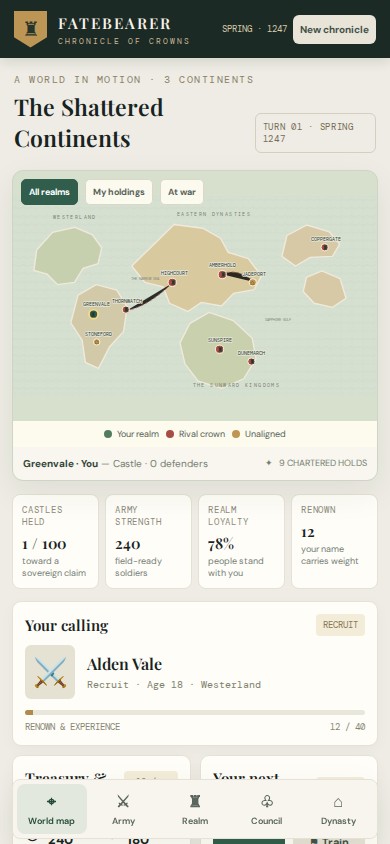 FATEBEARER
CHRONICLE OF CROWNS
SPRING · 1247
New chronicle
A WORLD IN MOTION · 3 CONTINENTS
The Shattered
Continents
TURN 01 · SPRING
1247
All realms
My holdings
At war
WESTERLAND
EASTERN DYNASTIES
COPPERGATE
AMBERHOLD
HIGHCOURT
JADEPORT
GREENVALE
THORNWATCH
STONEFORD
SUNSPIRE
DUNEMARCH
THE SUNWARD KINGDOMS
Your realm
Rival crown
Unaligned
Greenvale · You — Castle · 0 defenders
✦ 9 CHARTERED HOLDS
CASTLES
HELD
1 / 100
toward a
sovereign claim
ARMY
STRENGTH
240
field-ready
soldiers
REALM
LOYALTY
78%
people stand
with you
RENOWN
12
your name
carries weight
Your calling
RECRUIT
Alden Vale
Recruit · Age 18 · Westerland
RENOWN & EXPERIENCE
12 / 40
Treasury &
Your next
World map
Army
Realm
Council
Dynasty
240
180
Train